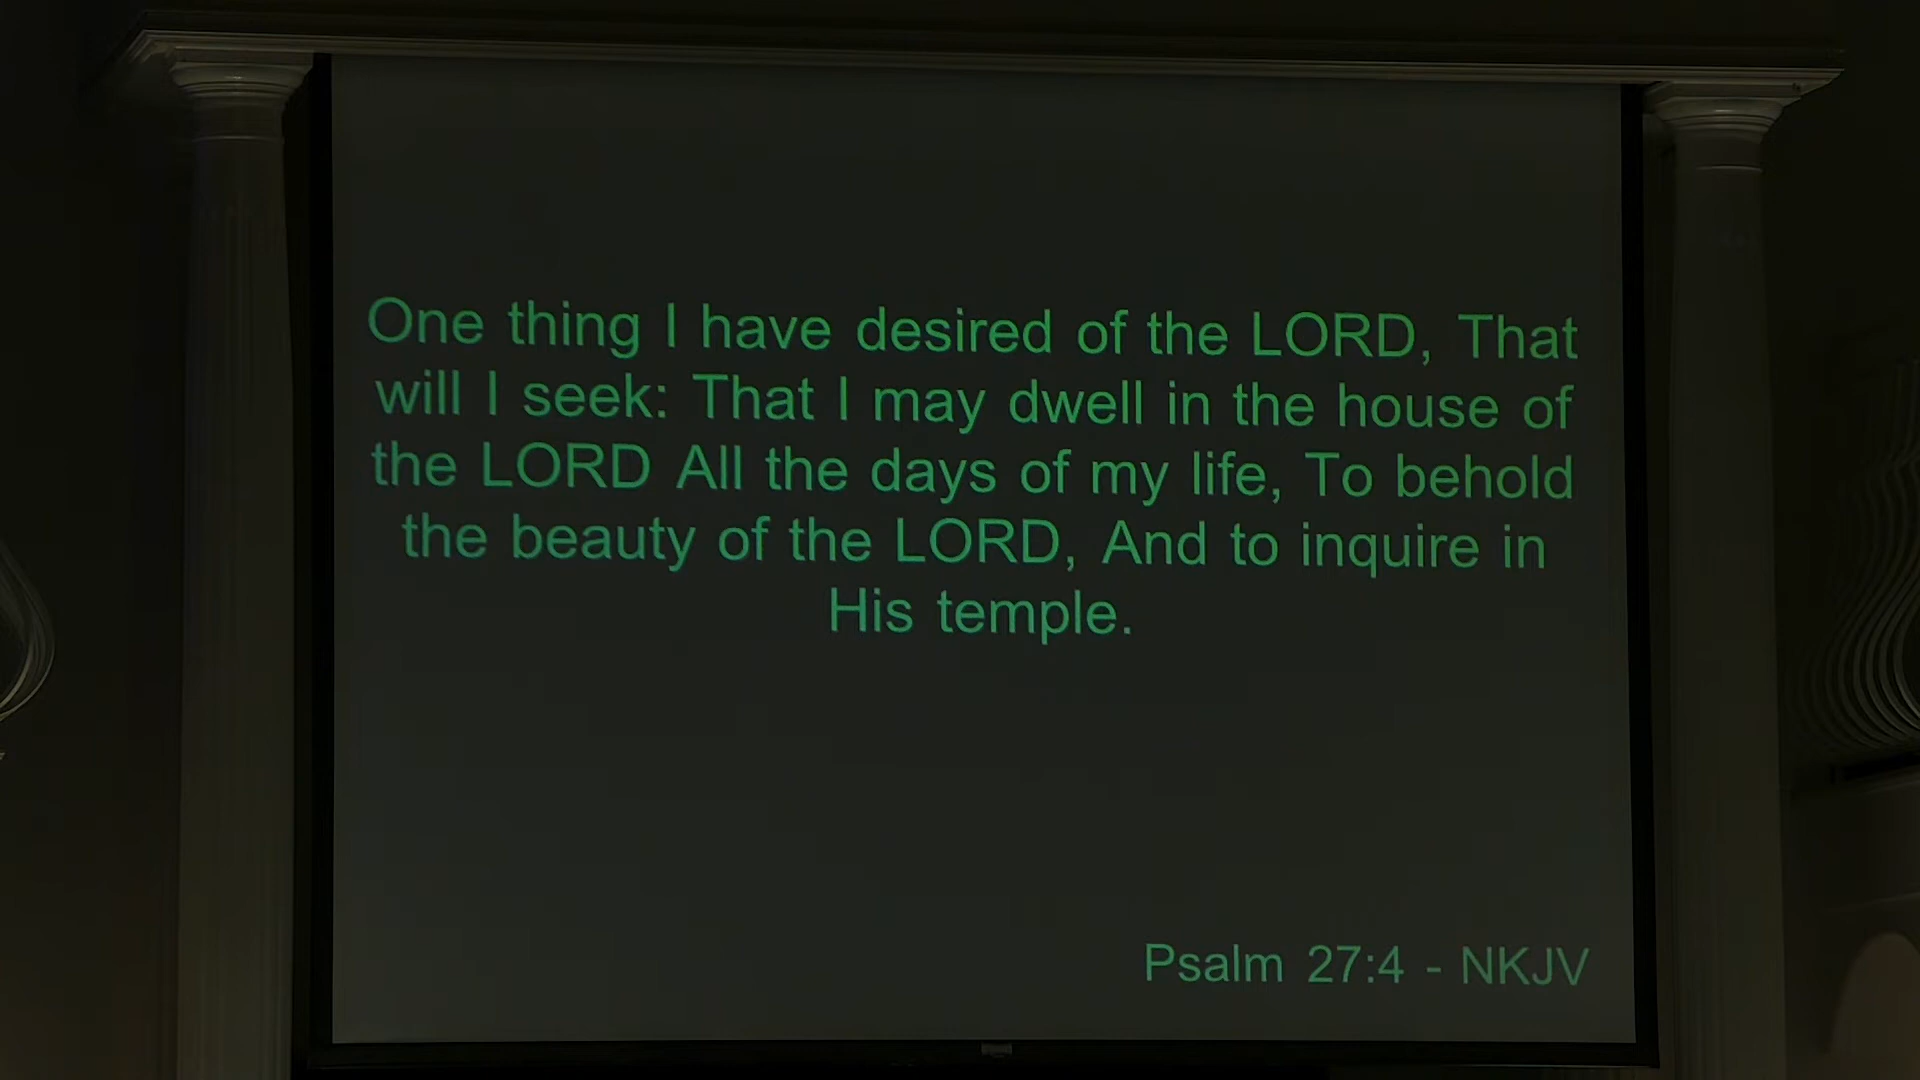 One thing I have desired of the LORD, That
will I seek: That I may dwell in the house of
the LORD All the days of my life, To behold
the beauty of the LORD, And to inquire in
His temple.
Psalm 27:4 - NKJV